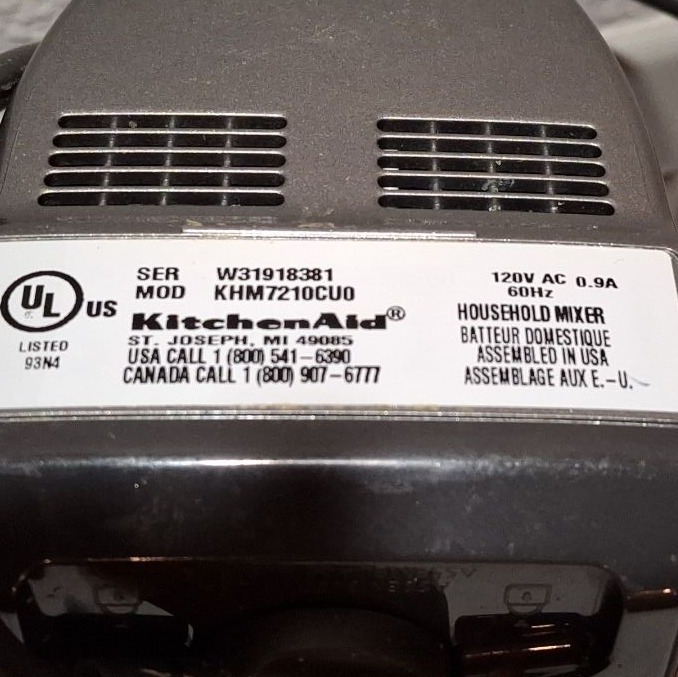 UL US
LISTED
93N4
SER W31918381
MOD KHM7210CU0
KitchenAid®
ST. JOSEPH, MI 49085
USA CALL 1 (800) 541-6390
CANADA CALL 1 (800) 907-6777
120V AC 0.9A
60Hz
HOUSEHOLD MIXER
BATTEUR DOMESTIQUE
ASSEMBLED IN USA
ASSEMBLAGE AUX E.-U.